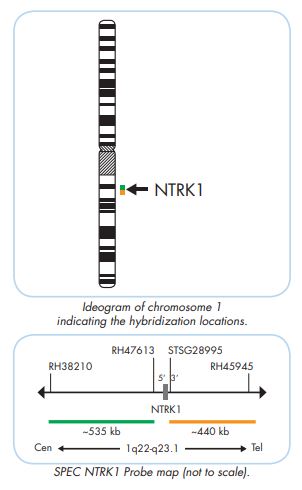 NTRK1
Ideogram of chromosome 1
indicating the hybridization locations.
RH47613 STSG28995
RH38210 RH45945
5' 3'
NTRK1
~535 kb ~440 kb
Cen 1q22-q23.1 Tel
SPEC NTRK1 Probe map (not to scale).